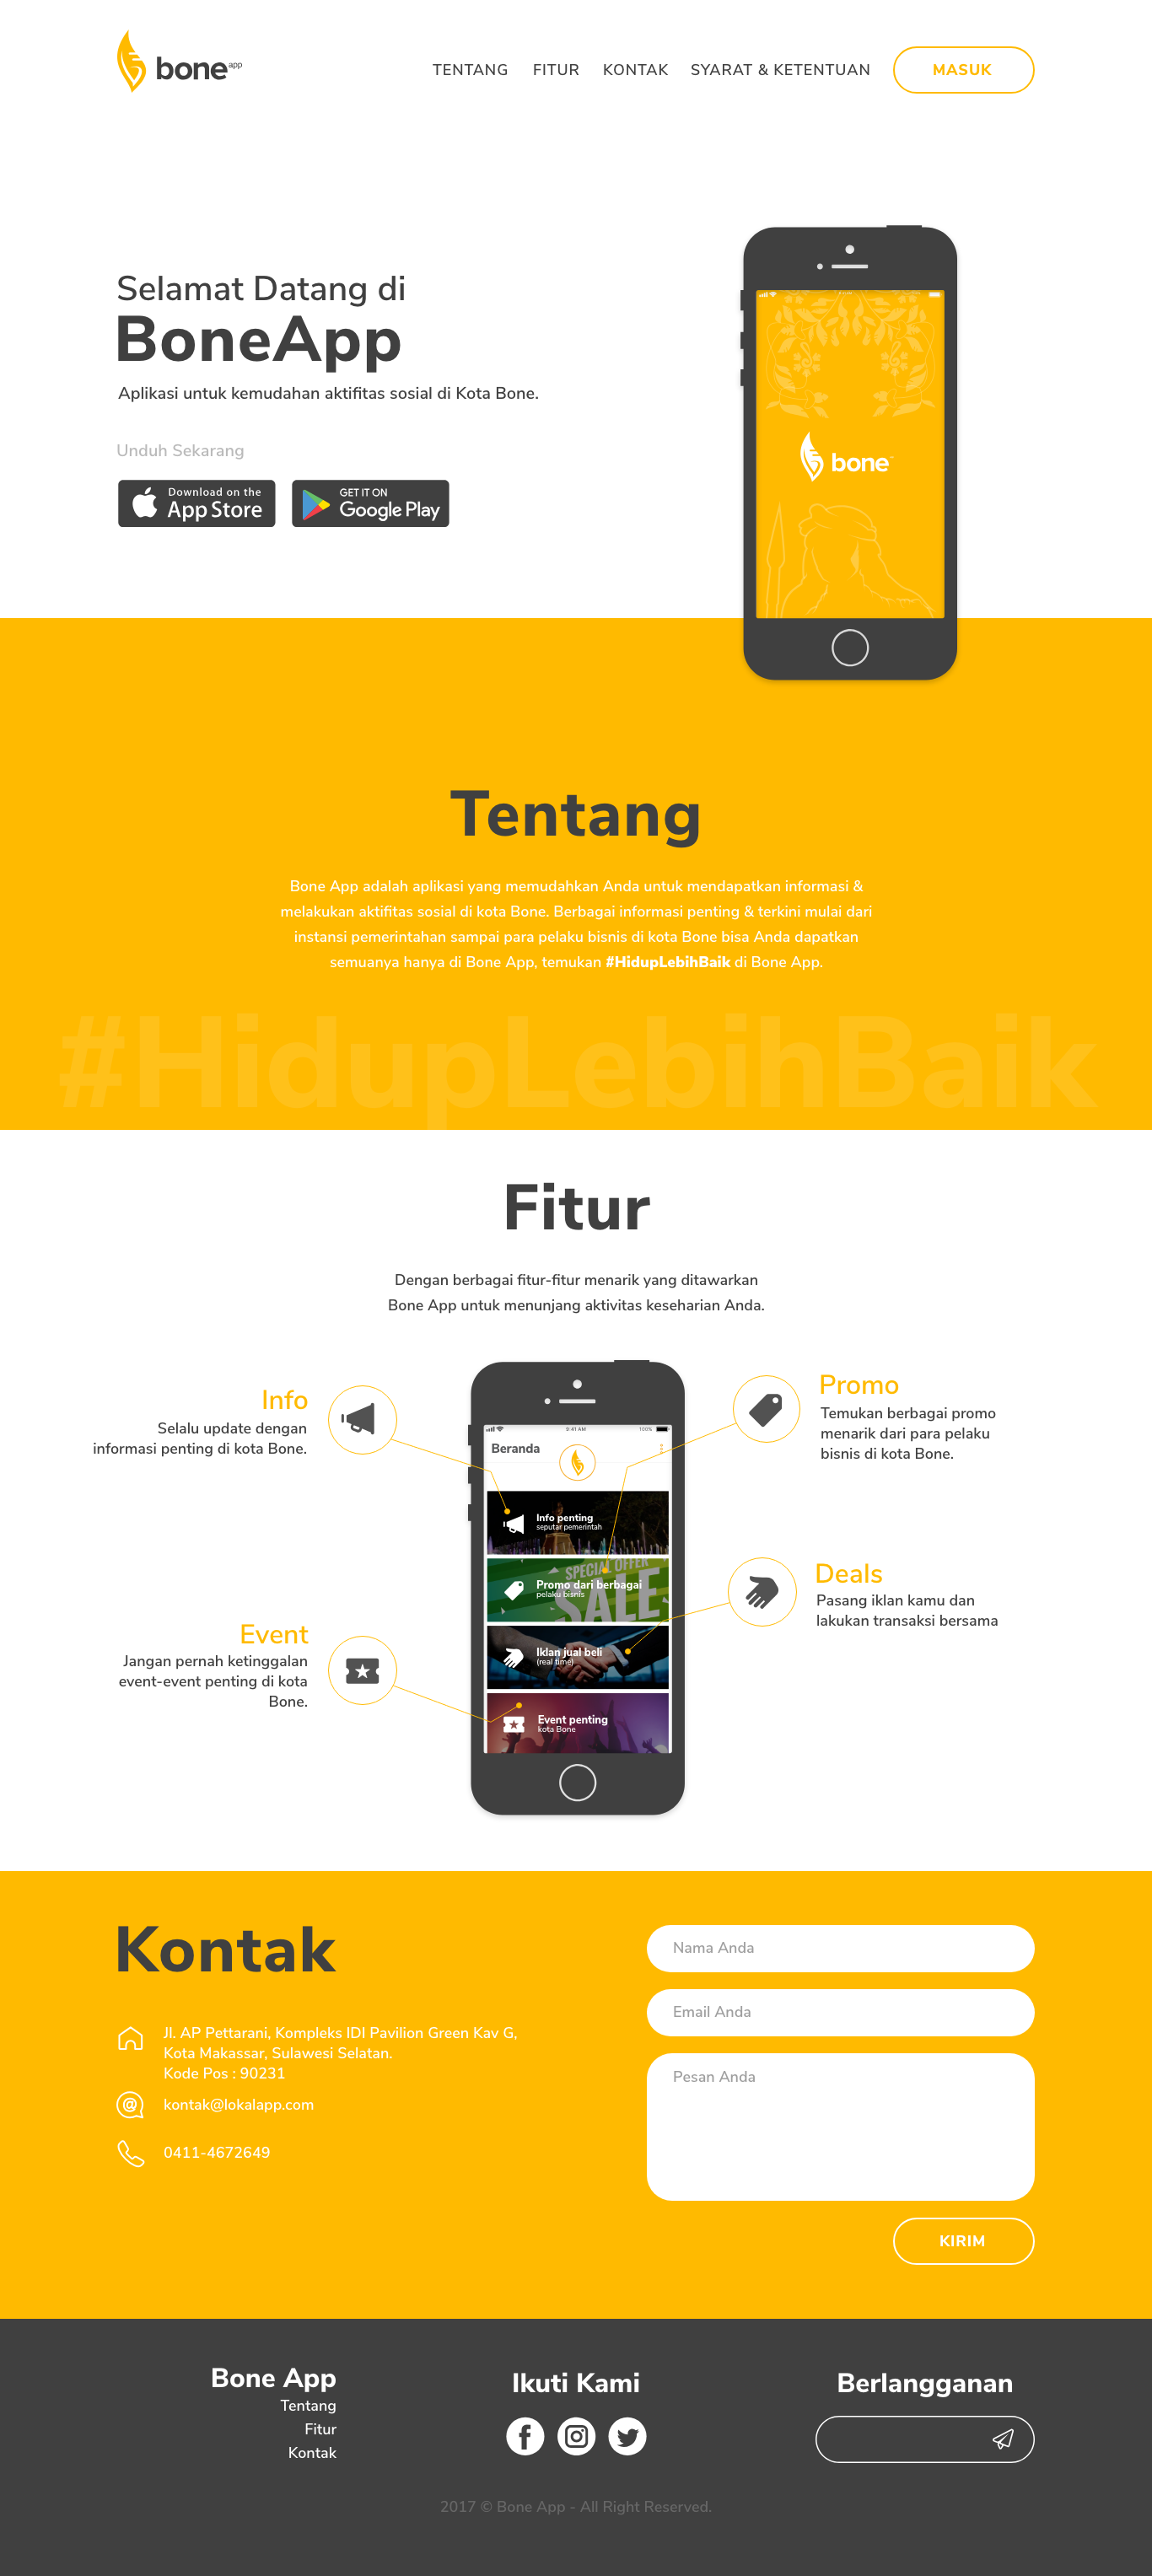 bone app
TENTANG FITUR KONTAK SYARAT & KETENTUAN MASUK
Selamat Datang di
BoneApp
Aplikasi untuk kemudahan aktifitas sosial di Kota Bone.
Unduh Sekarang
Download on the
App Store
GET IT ON
Google Play
bone
Tentang
Bone App adalah aplikasi yang memudahkan Anda untuk mendapatkan informasi &
melakukan aktifitas sosial di kota Bone. Berbagai informasi penting & terkini mulai dari
instansi pemerintahan sampai para pelaku bisnis di kota Bone bisa Anda dapatkan
semuanya hanya di Bone App, temukan #HidupLebihBaik di Bone App.
#HidupLebihBaik
Fitur
Dengan berbagai fitur-fitur menarik yang ditawarkan
Bone App untuk menunjang aktivitas keseharian Anda.
Info
Selalu update dengan
informasi penting di kota Bone.
Event
Jangan pernah ketinggalan
event-event penting di kota
Bone.
9:41 AM 100%
Beranda
Info penting
seputar pemerintah
SPECIAL OFFER
SALE
Promo dari berbagai
pelaku bisnis
Iklan jual beli
(real time)
Event penting
kota Bone
Promo
Temukan berbagai promo
menarik dari para pelaku
bisnis di kota Bone.
Deals
Pasang iklan kamu dan
lakukan transaksi bersama
Kontak
Jl. AP Pettarani, Kompleks IDI Pavilion Green Kav G,
Kota Makassar, Sulawesi Selatan.
Kode Pos : 90231
kontak@lokalapp.com
0411-4672649
Nama Anda
Email Anda
Pesan Anda
KIRIM
Bone App
Tentang
Fitur
Kontak
Ikuti Kami
Berlangganan
2017 © Bone App - All Right Reserved.